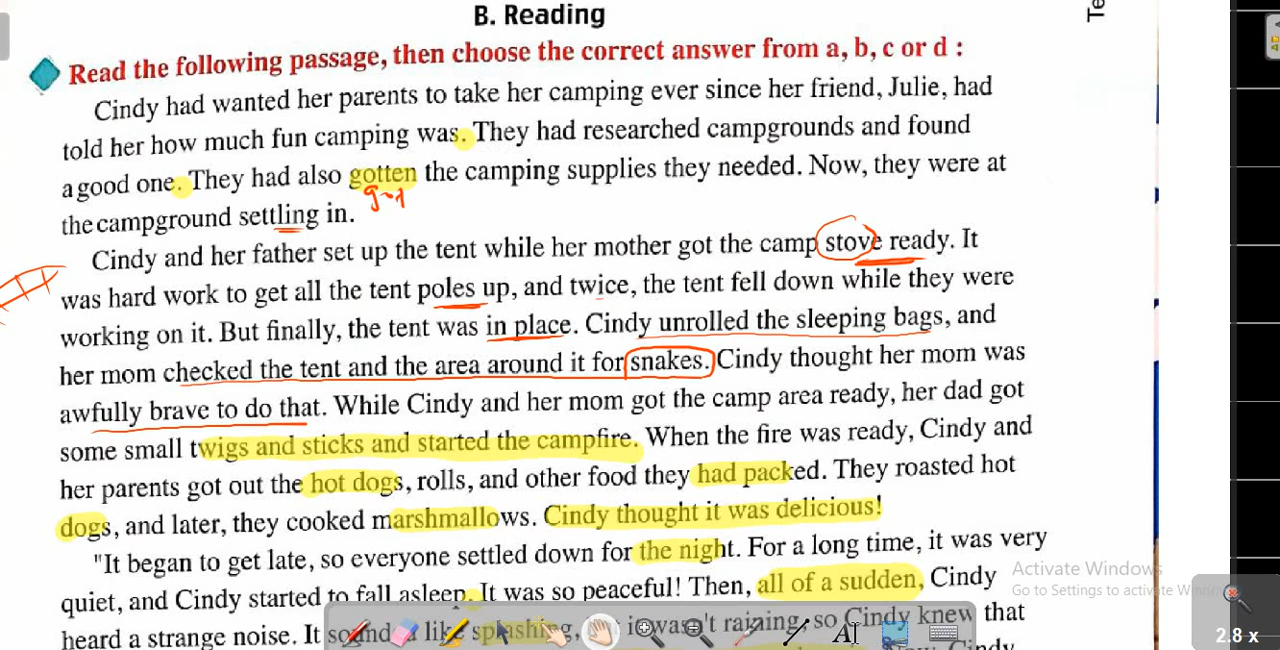 B. Reading
Te
Read the following passage, then choose the correct answer from a, b, c or d :
Cindy had wanted her parents to take her camping ever since her friend, Julie, had
told her how much fun camping was. They had researched campgrounds and found
a good one. They had also gotten the camping supplies they needed. Now, they were at
got
the campground settling in.
Cindy and her father set up the tent while her mother got the camp stove ready. It
was hard work to get all the tent poles up, and twice, the tent fell down while they were
working on it. But finally, the tent was in place. Cindy unrolled the sleeping bags, and
her mom checked the tent and the area around it for snakes. Cindy thought her mom was
awfully brave to do that. While Cindy and her mom got the camp area ready, her dad got
some small twigs and sticks and started the campfire. When the fire was ready, Cindy and
her parents got out the hot dogs, rolls, and other food they had packed. They roasted hot
dogs, and later, they cooked marshmallows. Cindy thought it was delicious!
"It began to get late, so everyone settled down for the night. For a long time, it was very
quiet, and Cindy started to fall asleep. It was so peaceful! Then, all of a sudden, Cindy
heard a strange noise. It sounded like splashing, it wasn't raining, so Cindy knew that
Cindy
Activate Windows
Go to Settings to activate Windows
2.8 x